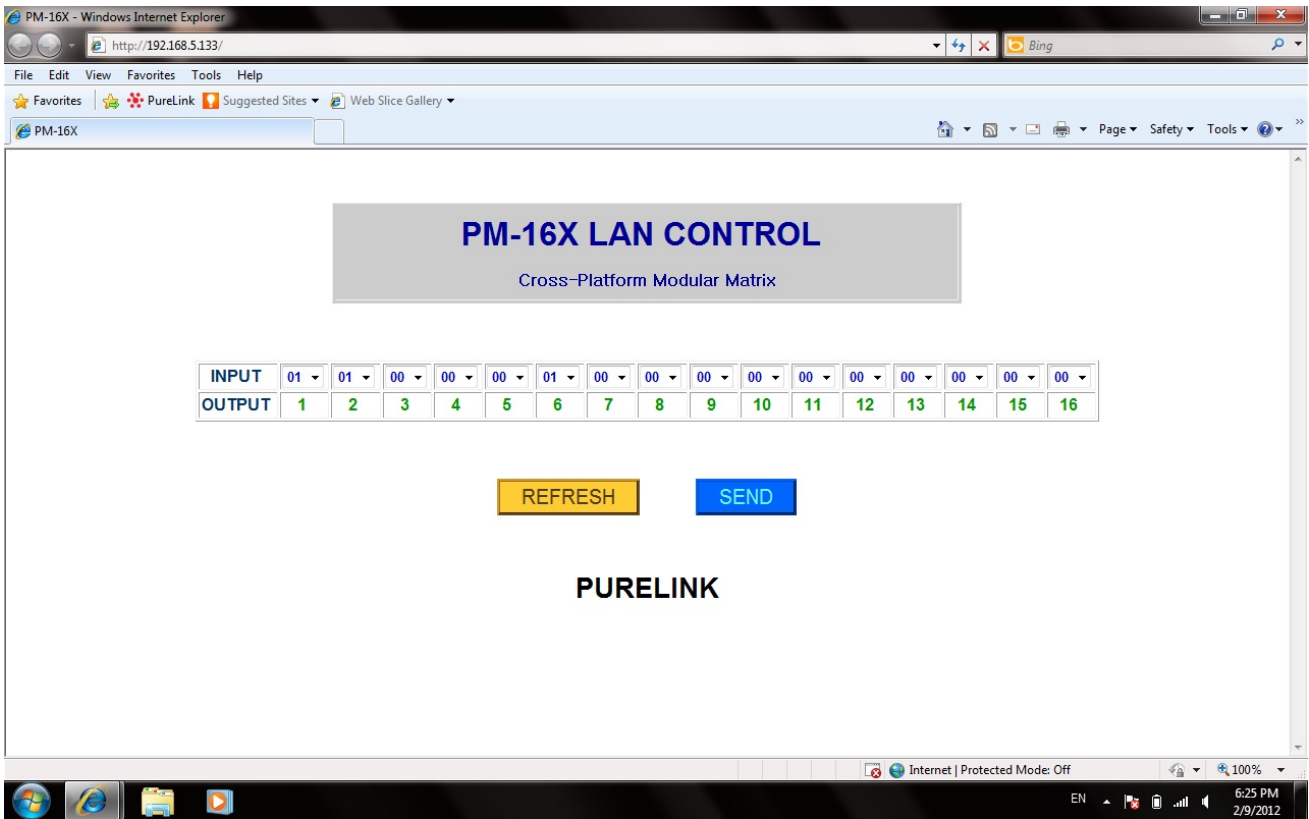 PM-16X - Windows Internet Explorer
http://192.168.5.133/
Bing
File Edit View Favorites Tools Help
Favorites PureLink Suggested Sites Web Slice Gallery
PM-16X
Page Safety Tools
PM-16X LAN CONTROL
Cross-Platform Modular Matrix
INPUT 01 01 00 00 00 01 00 00 00 00 00 00 00 00 00 00
OUTPUT 1 2 3 4 5 6 7 8 9 10 11 12 13 14 15 16
REFRESH SEND
PURELINK
Internet | Protected Mode: Off 100%
EN 6:25 PM
2/9/2012